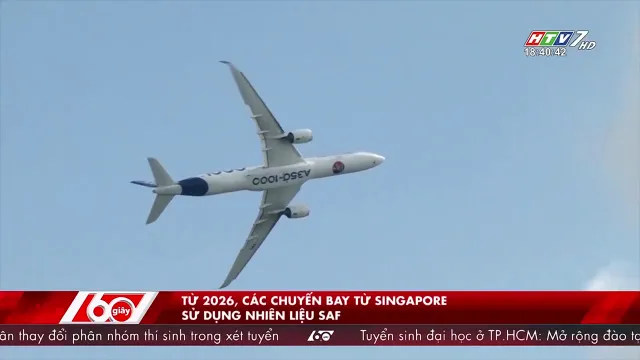 HTV7 HD
18:40:42
A350-1000
60 giây
TỪ 2026, CÁC CHUYẾN BAY TỪ SINGAPORE
SỬ DỤNG NHIÊN LIỆU SAF
ần thay đổi phân nhóm thí sinh trong xét tuyển 60 Tuyển sinh đại học ở TP.HCM: Mở rộng đào tạ